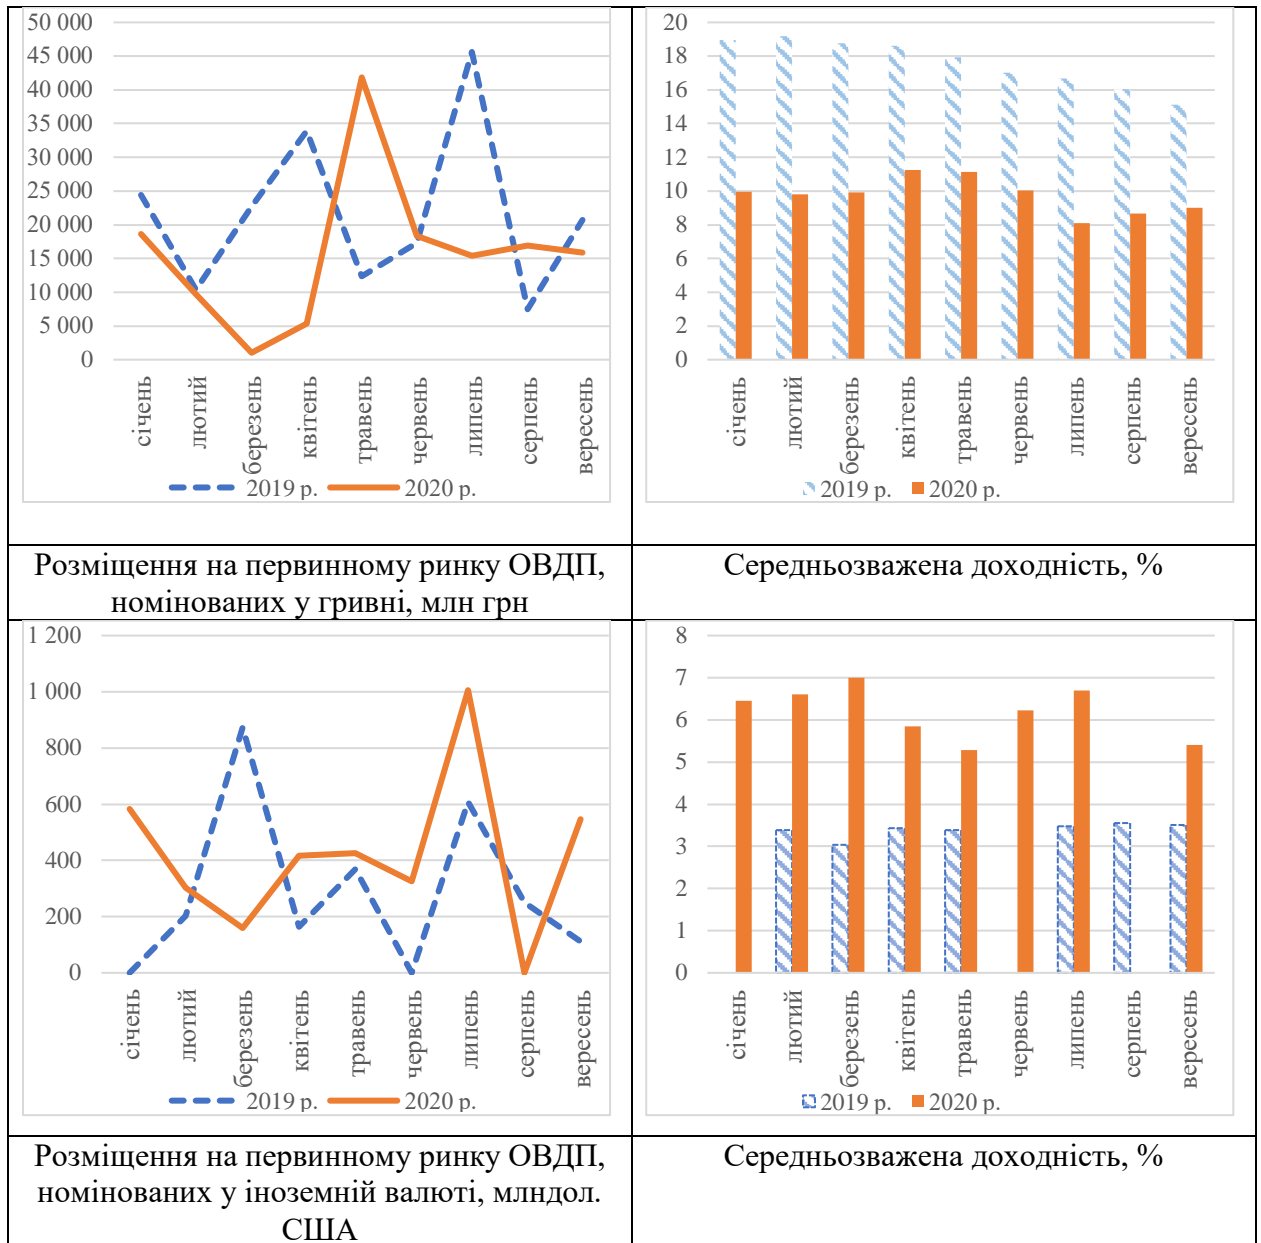 50 000
45 000
40 000
35 000
30 000
25 000
20 000
15 000
10 000
5 000
0
січень
лютий
березень
квітень
травень
червень
липень
серпень
вересень
2019 р. 2020 р.
20
18
16
14
12
10
8
6
4
2
0
січень
лютий
березень
квітень
травень
червень
липень
серпень
вересень
2019 р. 2020 р.
Розміщення на первинному ринку ОВДП,
номінованих у гривні, млн грн
Середньозважена доходність, %
1 200
1 000
800
600
400
200
0
січень
лютий
березень
квітень
травень
червень
липень
серпень
вересень
2019 р. 2020 р.
8
7
6
5
4
3
2
1
0
січень
лютий
березень
квітень
травень
червень
липень
серпень
вересень
2019 р. 2020 р.
Розміщення на первинному ринку ОВДП,
номінованих у іноземній валюті, млндол.
США
Середньозважена доходність, %